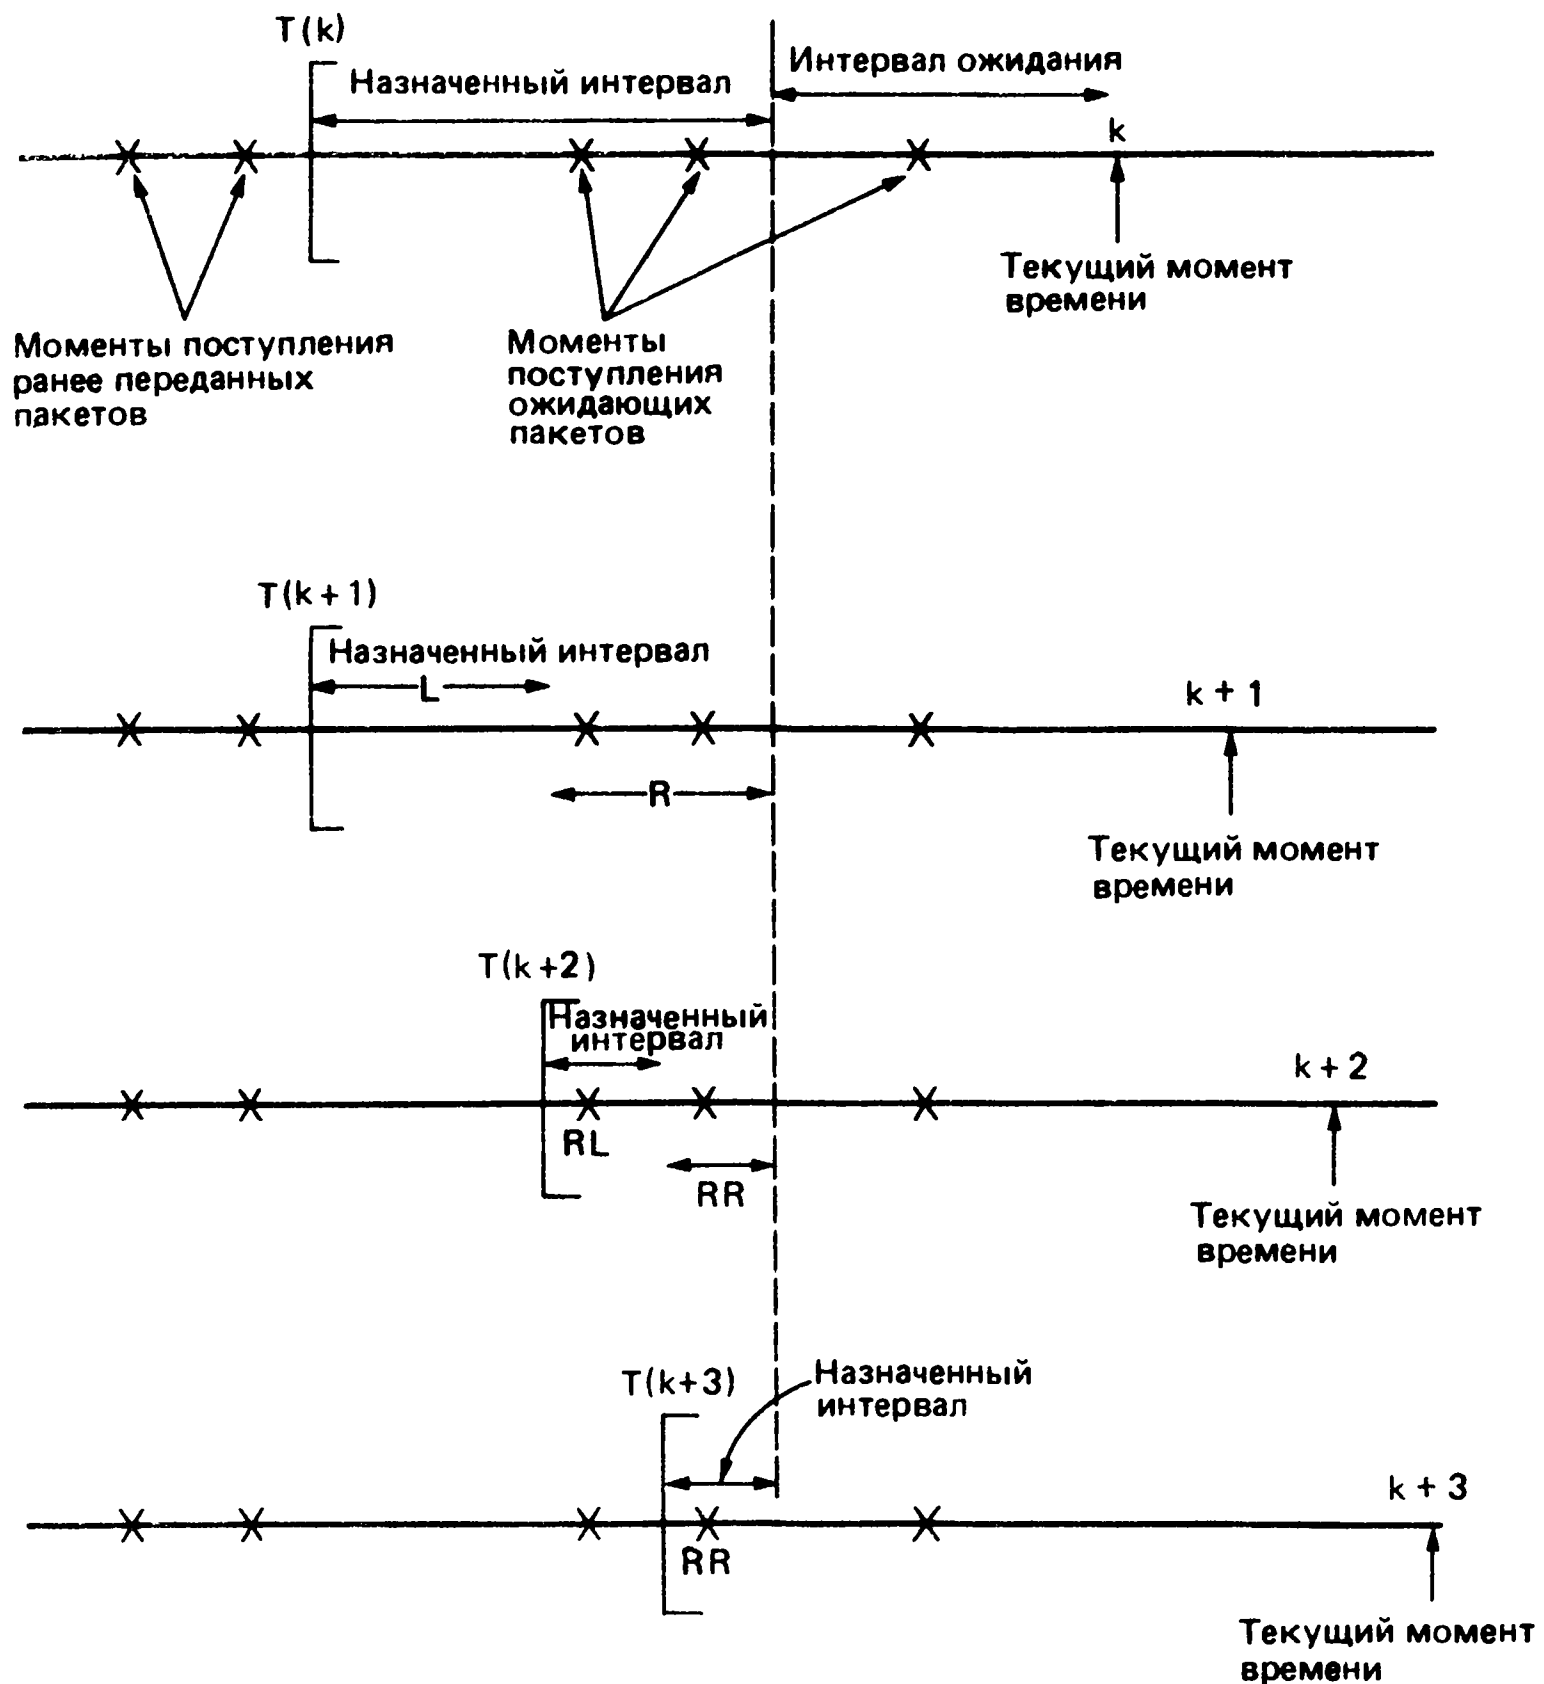 T(k)
Назначенный интервал
Интервал ожидания
k
Текущий момент
времени
Моменты поступления
ранее переданных
пакетов
Моменты
поступления
ожидающих
пакетов
T(k + 1)
Назначенный интервал
L
k + 1
R
Текущий момент
времени
T(k+2)
Назначенный
интервал
k + 2
RL
RR
Текущий момент
времени
T(k+3)
Назначенный
интервал
k + 3
RR
Текущий момент
времени